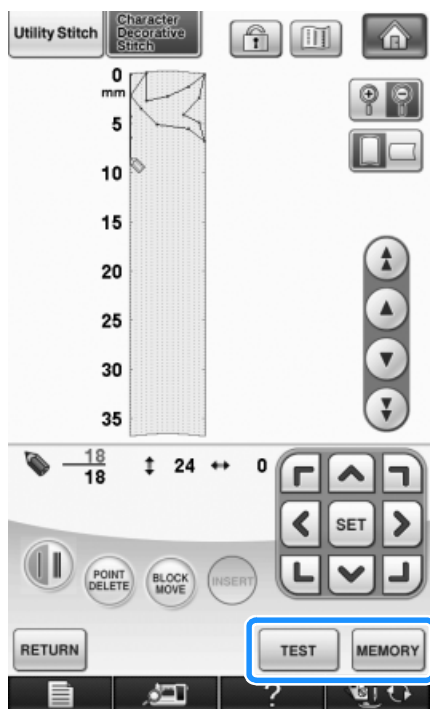 Utility Stitch
Character
Decorative
Stitch
0
mm
5
10
15
20
25
30
35
18
18
24
0
SET
POINT
DELETE
BLOCK
MOVE
INSERT
RETURN
TEST
MEMORY
?